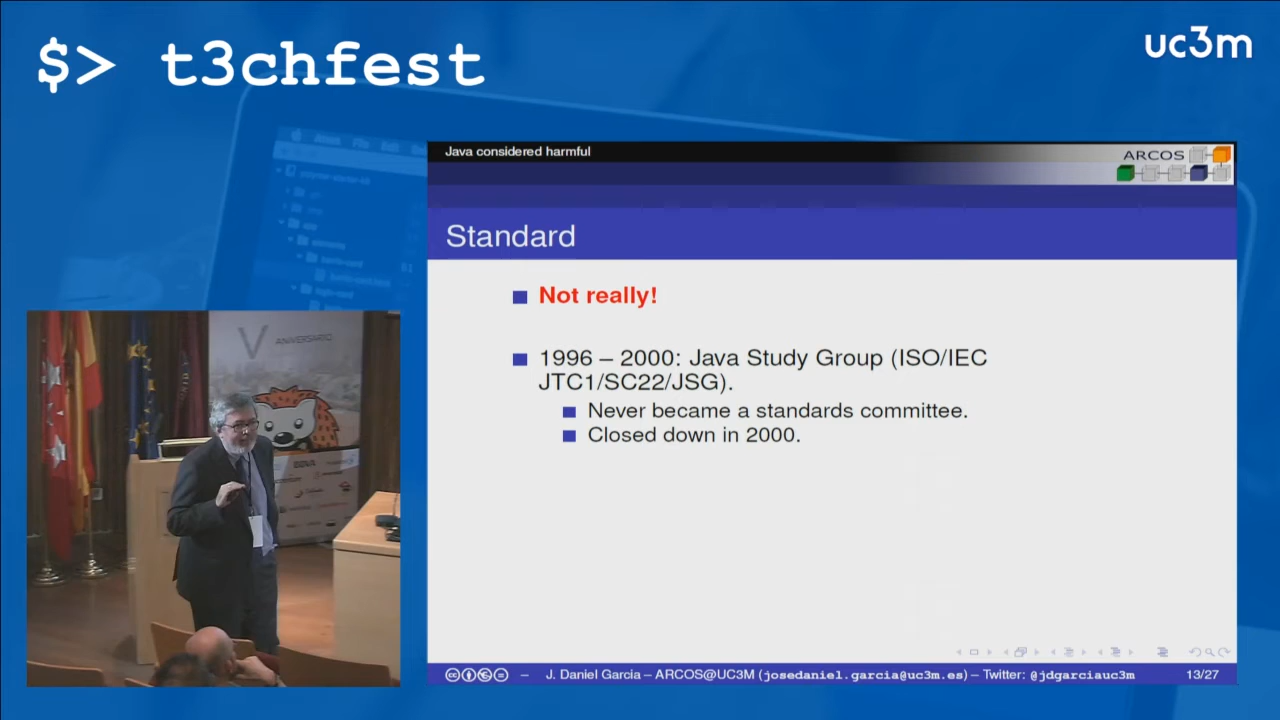 $> t3chfest
uc3m
Java considered harmful
ARCOS
Standard
Not really!
1996 – 2000: Java Study Group (ISO/IEC
JTC1/SC22/JSG).
Never became a standards committee.
Closed down in 2000.
V ANIVERSARIO
BBVA
– J. Daniel Garcia – ARCOS@UC3M (josedaniel.garcia@uc3m.es) – Twitter: @jdgarciauc3m
13/27